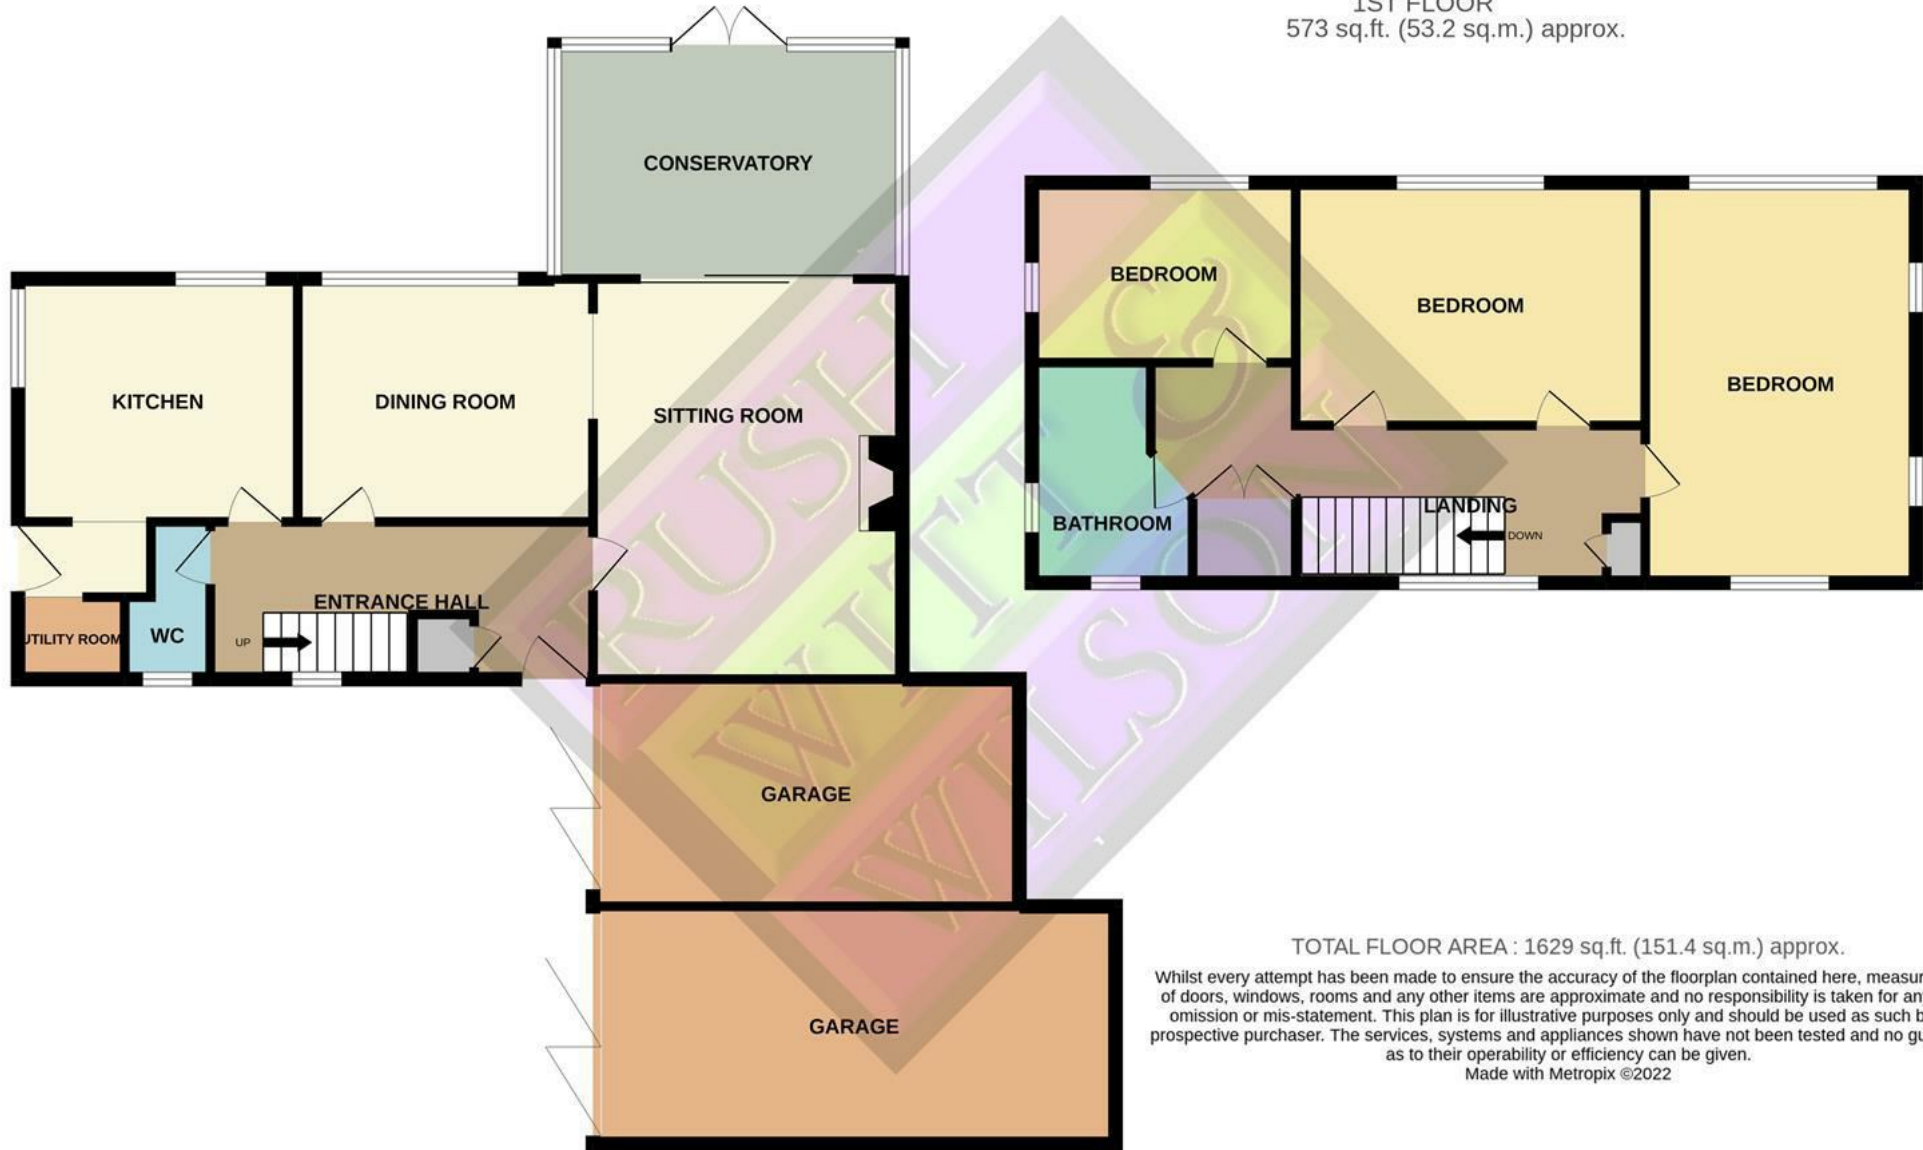 1ST FLOOR
573 sq.ft. (53.2 sq.m.) approx.
CONSERVATORY
KITCHEN
DINING ROOM
SITTING ROOM
ENTRANCE HALL
UTILITY ROOM
WC
UP
GARAGE
GARAGE
BEDROOM
BEDROOM
BEDROOM
BATHROOM
LANDING
DOWN
RUSH
WITT &
WILSON
TOTAL FLOOR AREA : 1629 sq.ft. (151.4 sq.m.) approx.
Whilst every attempt has been made to ensure the accuracy of the floorplan contained here,
of doors, windows, rooms and any other items are approximate and no responsibility is taken for
omission or mis-statement. This plan is for illustrative purposes only and should be used as such
prospective purchaser. The services, systems and appliances shown have not been tested and no
as to their operability or efficiency can be given.
Made with Metropix ©2022